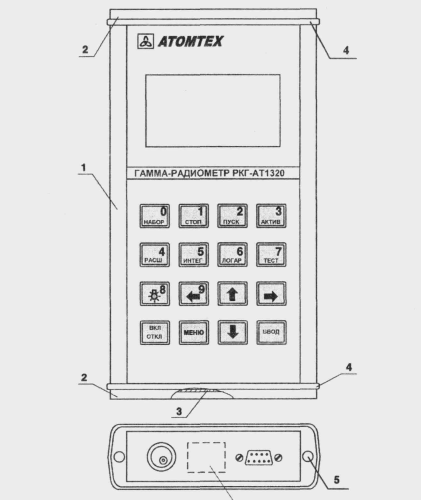 2
4
ATOMTEX
1
ГАММА-РАДИОМЕТР РКГ-АТ1320
0 1 2 3
НАБОР СТОП ПУСК АКТИВ
4 5 6 7
РАСШ ИНТЕГ ЛОГАР ТЕСТ
8 9
ВКЛ
ОТКЛ МЕНЮ ВВОД
2
4
3
5